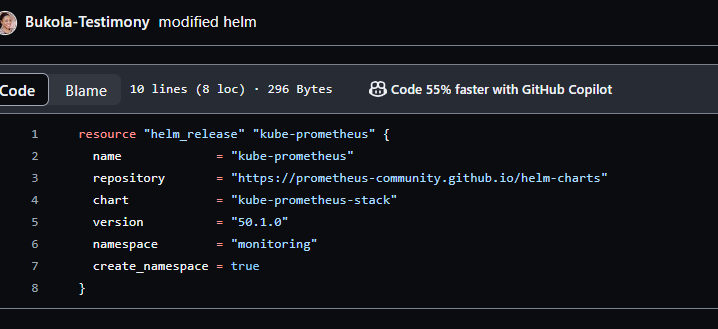 Bukola-Testimony modified helm
Code Blame 10 lines (8 loc) · 296 Bytes Code 55% faster with GitHub Copilot
1 resource "helm_release" "kube-prometheus" {
2   name             = "kube-prometheus"
3   repository       = "https://prometheus-community.github.io/helm-charts"
4   chart            = "kube-prometheus-stack"
5   version          = "50.1.0"
6   namespace        = "monitoring"
7   create_namespace = true
8 }